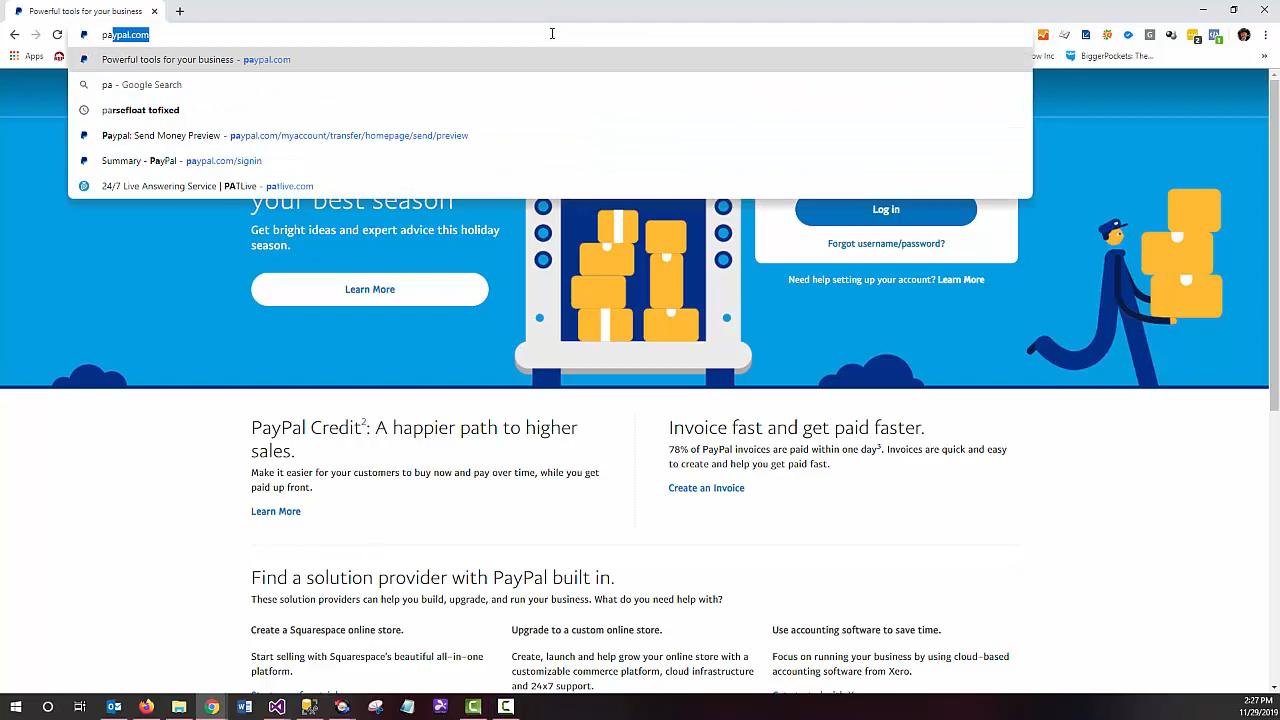 Powerful tools for your business
paypal.com
Powerful tools for your business - paypal.com
pa - Google Search
parsefloat tofixed
Paypal: Send Money Preview - paypal.com/myaccount/transfer/homepage/send/preview
Summary - PayPal - paypal.com/signin
24/7 Live Answering Service | PATLive - patlive.com
Apps
ow Inc
BiggerPockets: The...
your best season
Get bright ideas and expert advice this holiday
season.
Learn More
Log in
Forgot username/password?
Need help setting up your account? Learn More
PayPal Credit2: A happier path to higher
sales.
Make it easier for your customers to buy now and pay over time, while you get
paid up front.
Learn More
Invoice fast and get paid faster.
78% of PayPal invoices are paid within one day3. Invoices are quick and easy
to create and help you get paid fast.
Create an Invoice
Find a solution provider with PayPal built in.
These solution providers can help you build, upgrade, and run your business. What do you need help with?
Create a Squarespace online store.
Start selling with Squarespace's beautiful all-in-one
platform.
Upgrade to a custom online store.
Create, launch and help grow your online store with a
customizable commerce platform, cloud infrastructure
and 24x7 support.
Use accounting software to save time.
Focus on running your business by using cloud-based
accounting software from Xero.
2:27 PM
11/29/2019